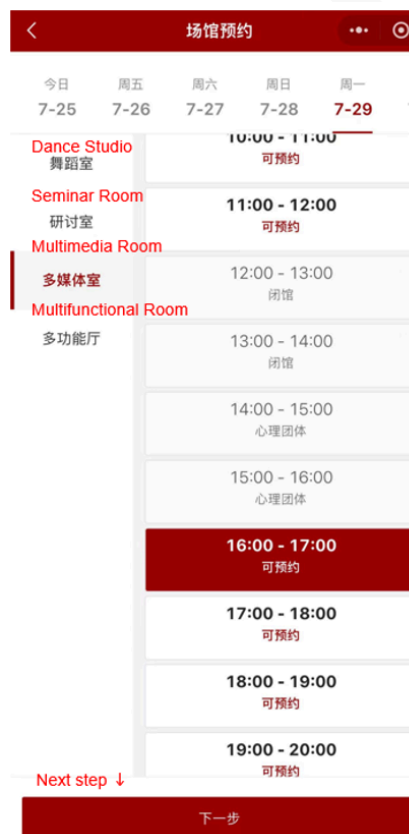 场馆预约
今日 周五 周六 周日 周一
7-25 7-26 7-27 7-28 7-29
Dance Studio
舞蹈室
Seminar Room
研讨室
Multimedia Room
多媒体室
Multifunctional Room
多功能厅
10:00 - 11:00
可预约
11:00 - 12:00
可预约
12:00 - 13:00
闭馆
13:00 - 14:00
闭馆
14:00 - 15:00
心理团体
15:00 - 16:00
心理团体
16:00 - 17:00
可预约
17:00 - 18:00
可预约
18:00 - 19:00
可预约
19:00 - 20:00
可预约
Next step ↓
下一步